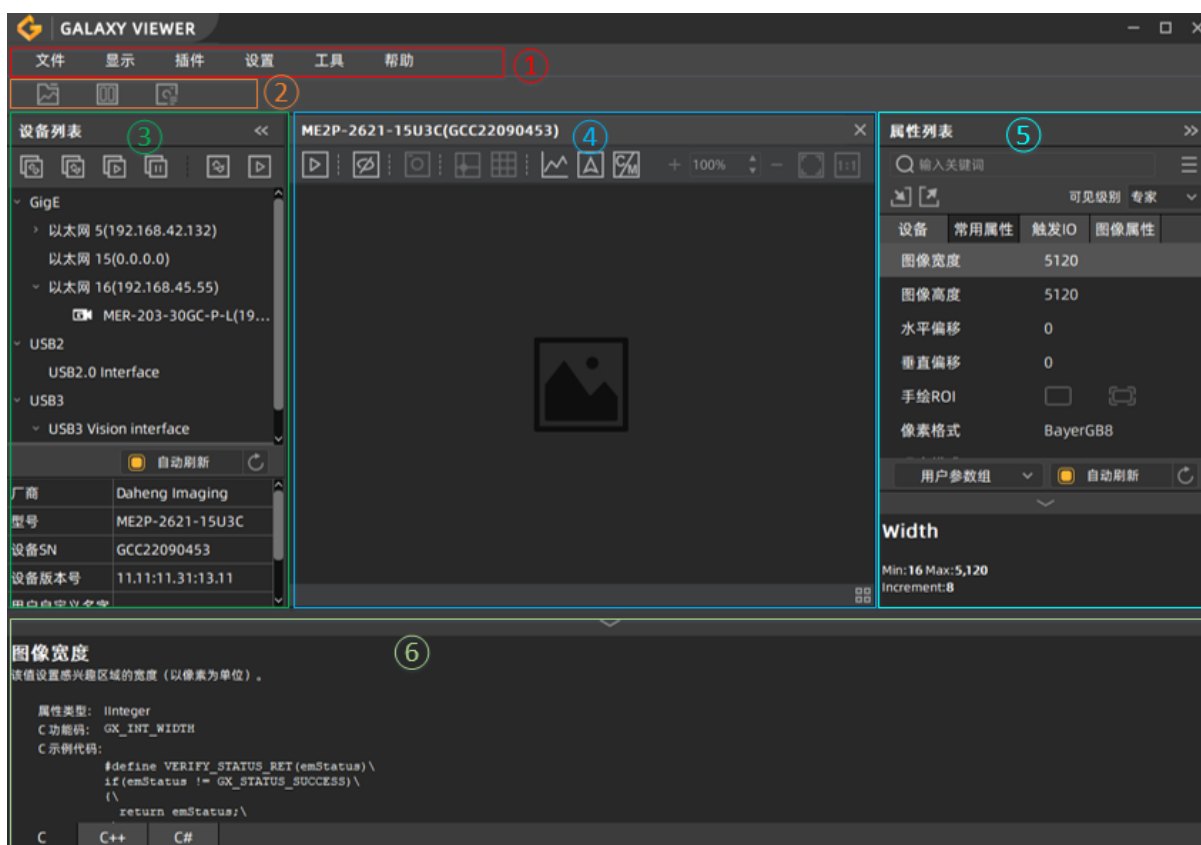 GALAXY VIEWER
文件 显示 插件 设置 工具 帮助 ①
②
设备列表 ③
GigE
以太网 5(192.168.42.132)
以太网 15(0.0.0.0)
以太网 16(192.168.45.55)
MER-203-30GC-P-L(19...
USB2
USB2.0 Interface
USB3
USB3 Vision interface
自动刷新
厂商 Daheng Imaging
型号 ME2P-2621-15U3C
设备SN GCC22090453
设备版本号 11.11:11.31:13.11
用户自定义名字
ME2P-2621-15U3C(GCC22090453) ④
C/M 100% 1:1
属性列表 ⑤
输入关键词
可见级别 专家
设备 常用属性 触发IO 图像属性
图像宽度 5120
图像高度 5120
水平偏移 0
垂直偏移 0
手绘ROI
像素格式 BayerGB8
用户参数组 自动刷新
Width
Min:16 Max:5,120
Increment:8
⑥
图像宽度
该值设置感兴趣区域的宽度（以像素为单位）。
属性类型: IInteger
C 功能码: GX_INT_WIDTH
C 示例代码:
#define VERIFY_STATUS_RET(emStatus)\
if(emStatus != GX_STATUS_SUCCESS)\
{\
return emStatus;\
C C++ C#